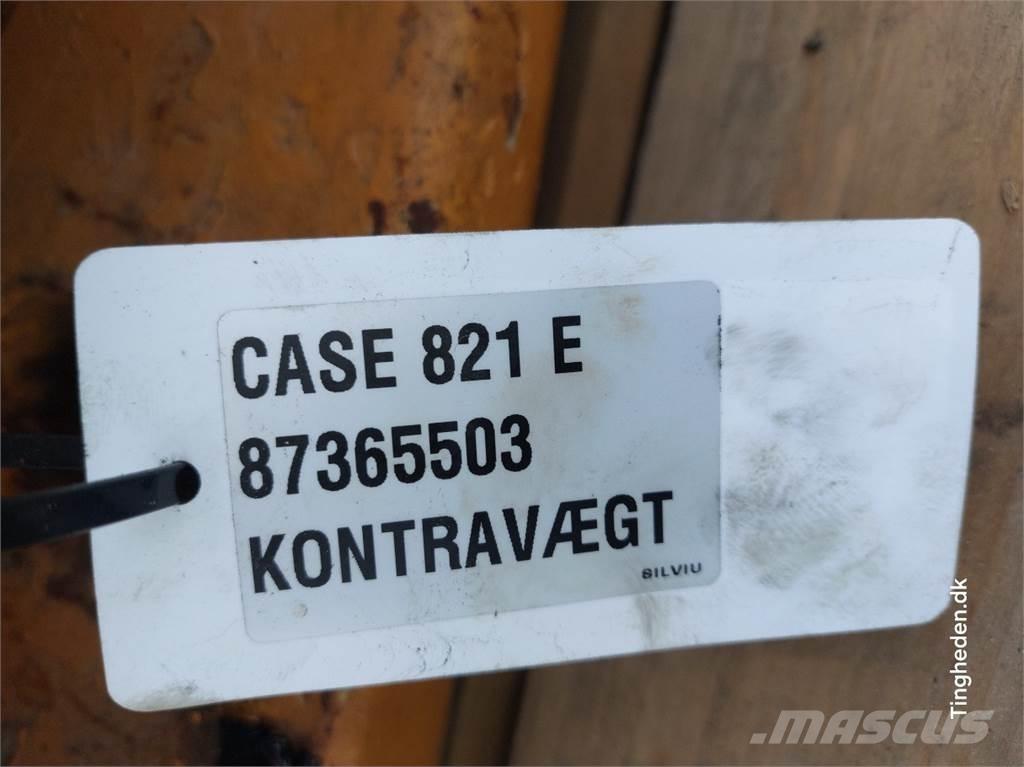 CASE 821 E
87365503
KONTRAVÆGT
SILVIU
Tingheden.dk
MASCUS